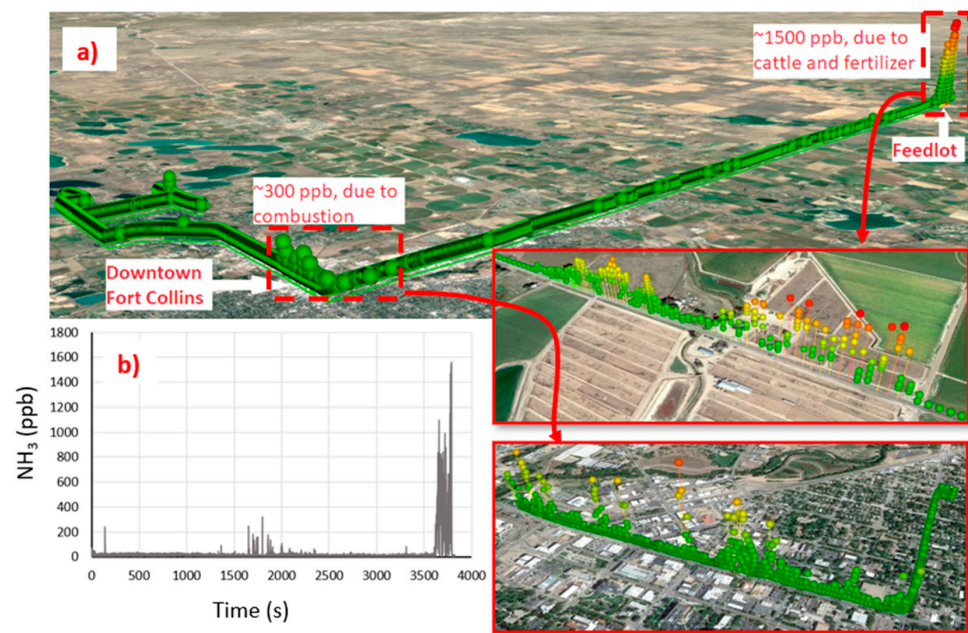 a)
~1500 ppb, due to
cattle and fertilizer
Feedlot
~300 ppb, due to
combustion
Downtown
Fort Collins
b)
1800
1600
1400
1200
1000
800
600
400
200
0
NH₃ (ppb)
0 500 1000 1500 2000 2500 3000 3500 4000
Time (s)